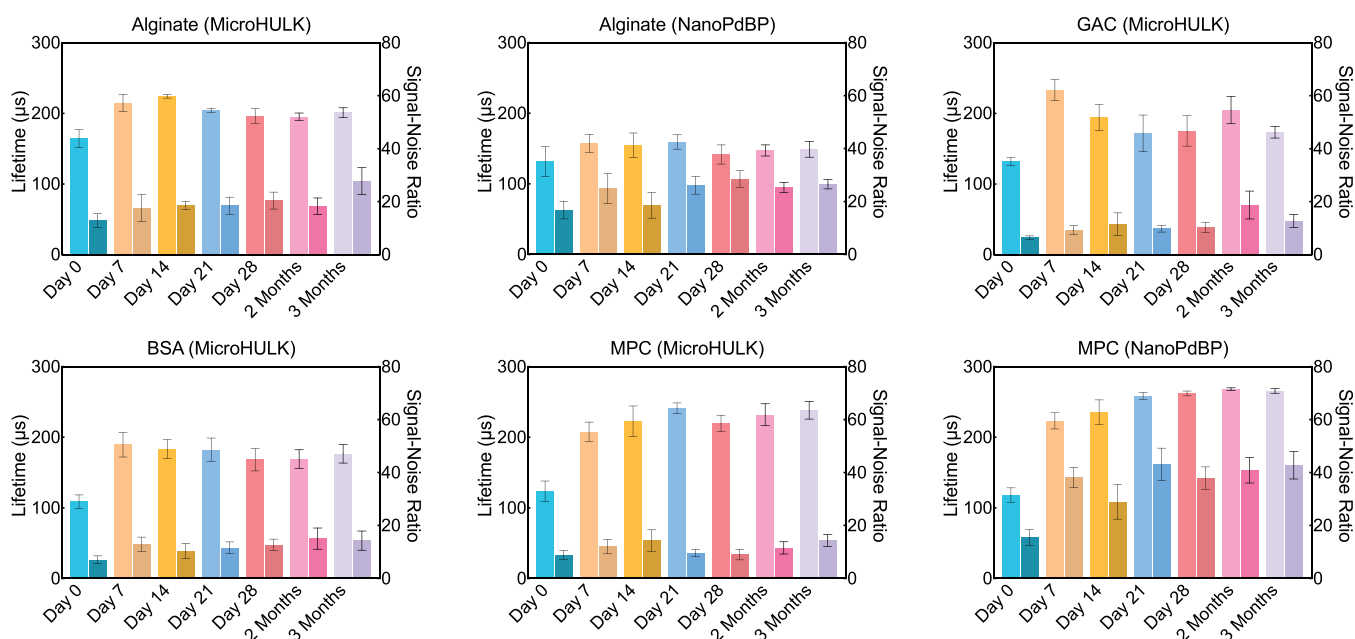 Alginate (MicroHULK)
300
200
100
0
Lifetime (µs)
80
60
40
20
0
Signal-Noise Ratio
Day 0
Day 7
Day 14
Day 21
Day 28
2 Months
3 Months
Alginate (NanoPdBP)
300
200
100
0
Lifetime (µs)
80
60
40
20
0
Signal-Noise Ratio
Day 0
Day 7
Day 14
Day 21
Day 28
2 Months
3 Months
GAC (MicroHULK)
300
200
100
0
Lifetime (µs)
80
60
40
20
0
Signal-Noise Ratio
Day 0
Day 7
Day 14
Day 21
Day 28
2 Months
3 Months
BSA (MicroHULK)
300
200
100
0
Lifetime (µs)
80
60
40
20
0
Signal-Noise Ratio
Day 0
Day 7
Day 14
Day 21
Day 28
2 Months
3 Months
MPC (MicroHULK)
300
200
100
0
Lifetime (µs)
80
60
40
20
0
Signal-Noise Ratio
Day 0
Day 7
Day 14
Day 21
Day 28
2 Months
3 Months
MPC (NanoPdBP)
300
200
100
0
Lifetime (µs)
80
60
40
20
0
Signal-Noise Ratio
Day 0
Day 7
Day 14
Day 21
Day 28
2 Months
3 Months